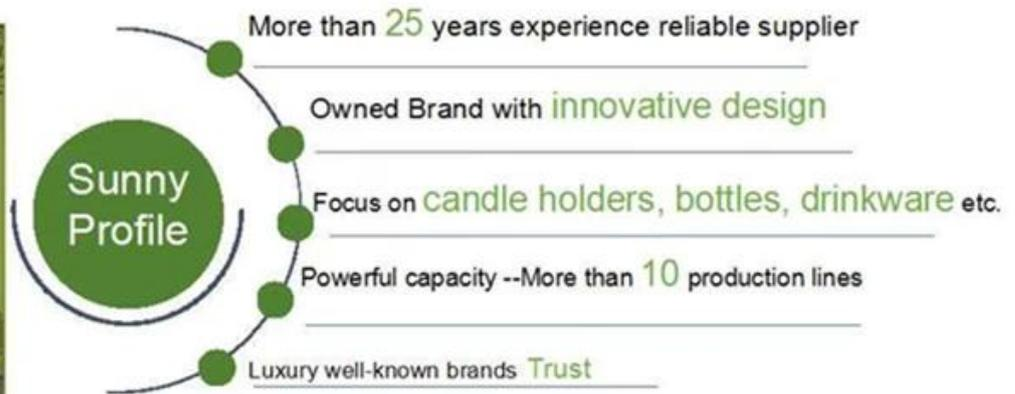 Sunny
Profile
More than 25 years experience reliable supplier
Owned Brand with innovative design
Focus on candle holders, bottles, drinkware etc.
Powerful capacity --More than 10 production lines
Luxury well-known brands Trust